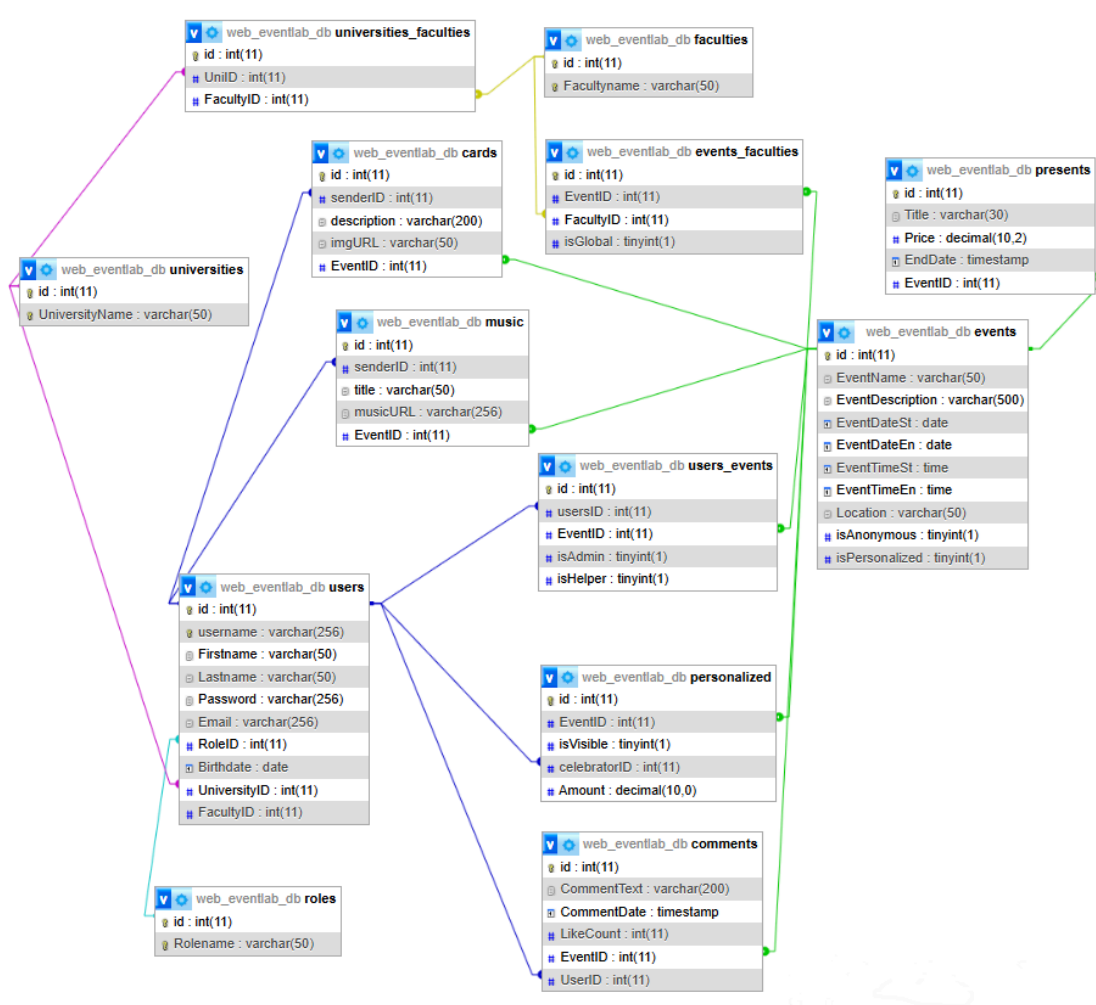 web_eventlab_db universities_faculties
id : int(11)
UniID : int(11)
FacultyID : int(11)
web_eventlab_db faculties
id : int(11)
Facultyname : varchar(50)
web_eventlab_db cards
id : int(11)
senderID : int(11)
description : varchar(200)
imgURL : varchar(50)
EventID : int(11)
web_eventlab_db events_faculties
id : int(11)
EventID : int(11)
FacultyID : int(11)
isGlobal : tinyint(1)
web_eventlab_db presents
id : int(11)
Title : varchar(30)
Price : decimal(10,2)
EndDate : timestamp
EventID : int(11)
web_eventlab_db universities
id : int(11)
UniversityName : varchar(50)
web_eventlab_db music
id : int(11)
senderID : int(11)
title : varchar(50)
musicURL : varchar(256)
EventID : int(11)
web_eventlab_db events
id : int(11)
EventName : varchar(50)
EventDescription : varchar(500)
EventDateSt : date
EventDateEn : date
EventTimeSt : time
EventTimeEn : time
Location : varchar(50)
isAnonymous : tinyint(1)
isPersonalized : tinyint(1)
web_eventlab_db users_events
id : int(11)
usersID : int(11)
EventID : int(11)
isAdmin : tinyint(1)
isHelper : tinyint(1)
web_eventlab_db users
id : int(11)
username : varchar(256)
Firstname : varchar(50)
Lastname : varchar(50)
Password : varchar(256)
Email : varchar(256)
RoleID : int(11)
Birthdate : date
UniversityID : int(11)
FacultyID : int(11)
web_eventlab_db personalized
id : int(11)
EventID : int(11)
isVisible : tinyint(1)
celebratorID : int(11)
Amount : decimal(10,0)
web_eventlab_db comments
id : int(11)
CommentText : varchar(200)
CommentDate : timestamp
LikeCount : int(11)
EventID : int(11)
UserID : int(11)
web_eventlab_db roles
id : int(11)
Rolename : varchar(50)